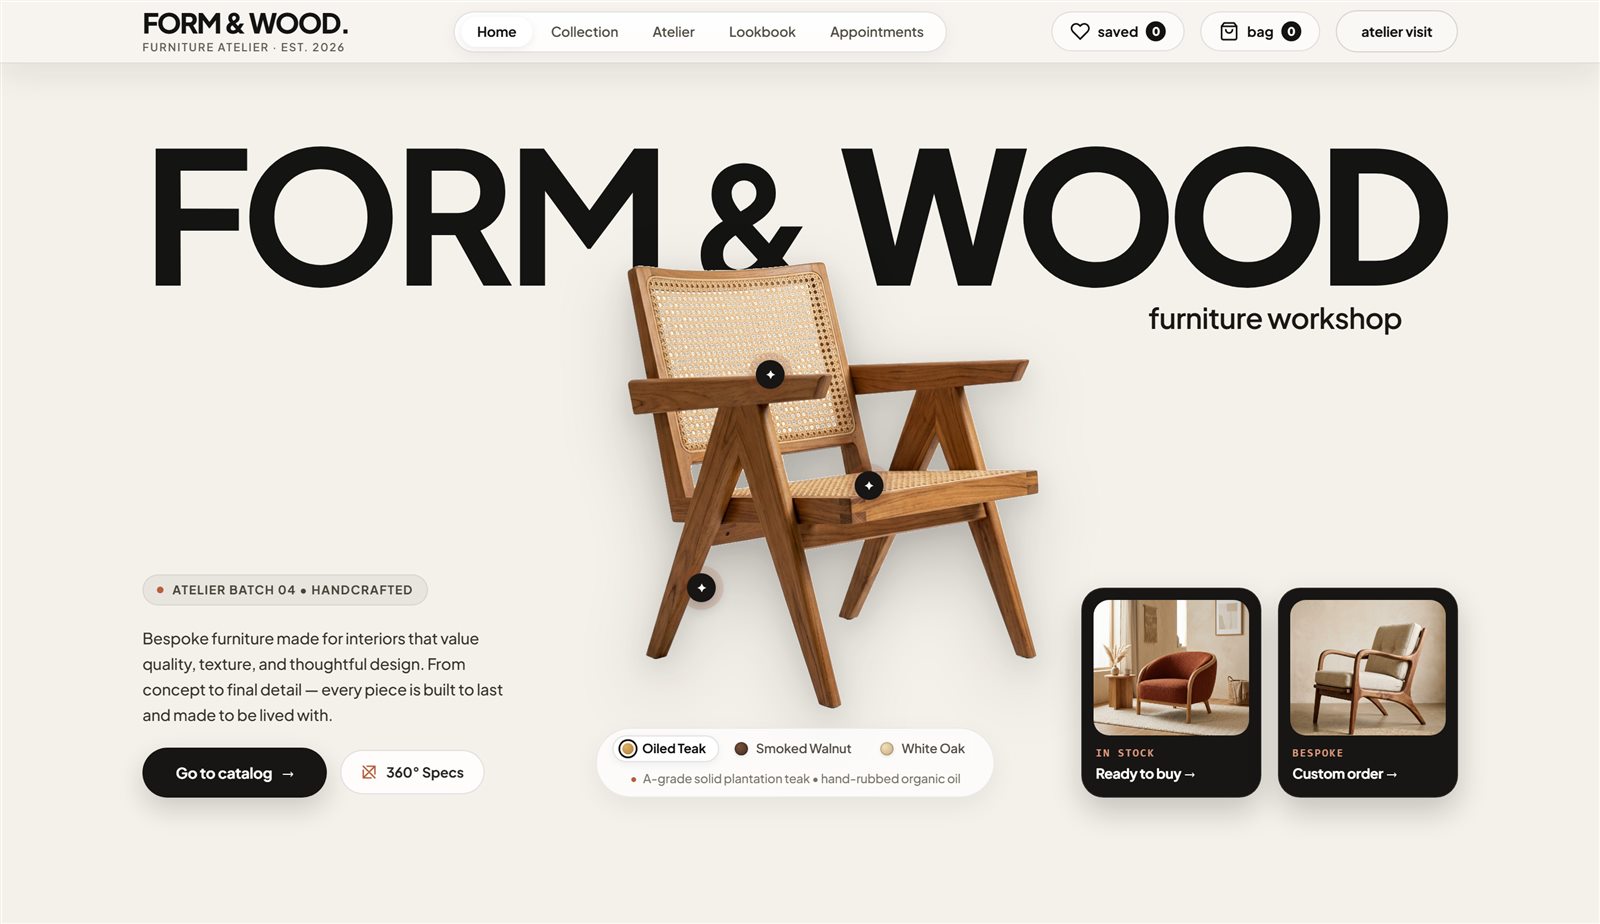 FORM & WOOD.
FURNITURE ATELIER · EST. 2026
Home
Collection
Atelier
Lookbook
Appointments
saved 0
bag 0
atelier visit
FORM & WOOD
furniture workshop
ATELIER BATCH 04 • HANDCRAFTED
Bespoke furniture made for interiors that value
quality, texture, and thoughtful design. From
concept to final detail — every piece is built to last
and made to be lived with.
Go to catalog →
360° Specs
Oiled Teak
Smoked Walnut
White Oak
• A-grade solid plantation teak • hand-rubbed organic oil
IN STOCK
Ready to buy →
BESPOKE
Custom order →